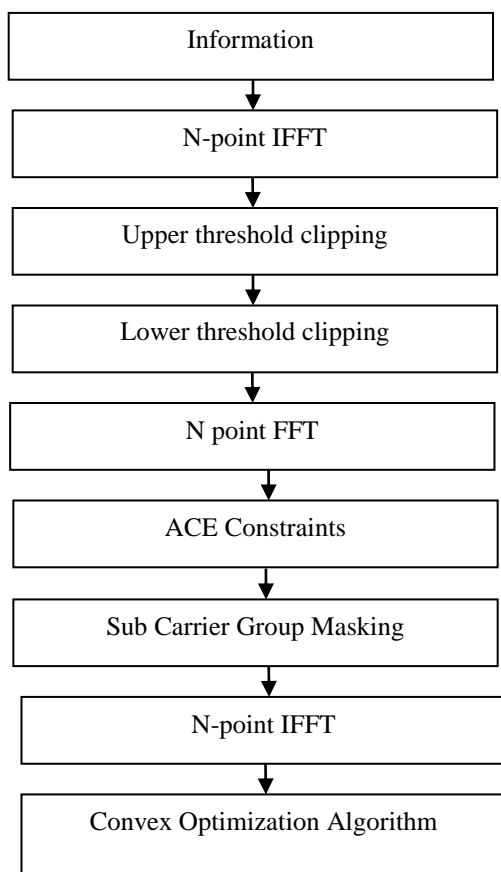 Information
N-point IFFT
Upper threshold clipping
Lower threshold clipping
N point FFT
ACE Constraints
Sub Carrier Group Masking
N-point IFFT
Convex Optimization Algorithm